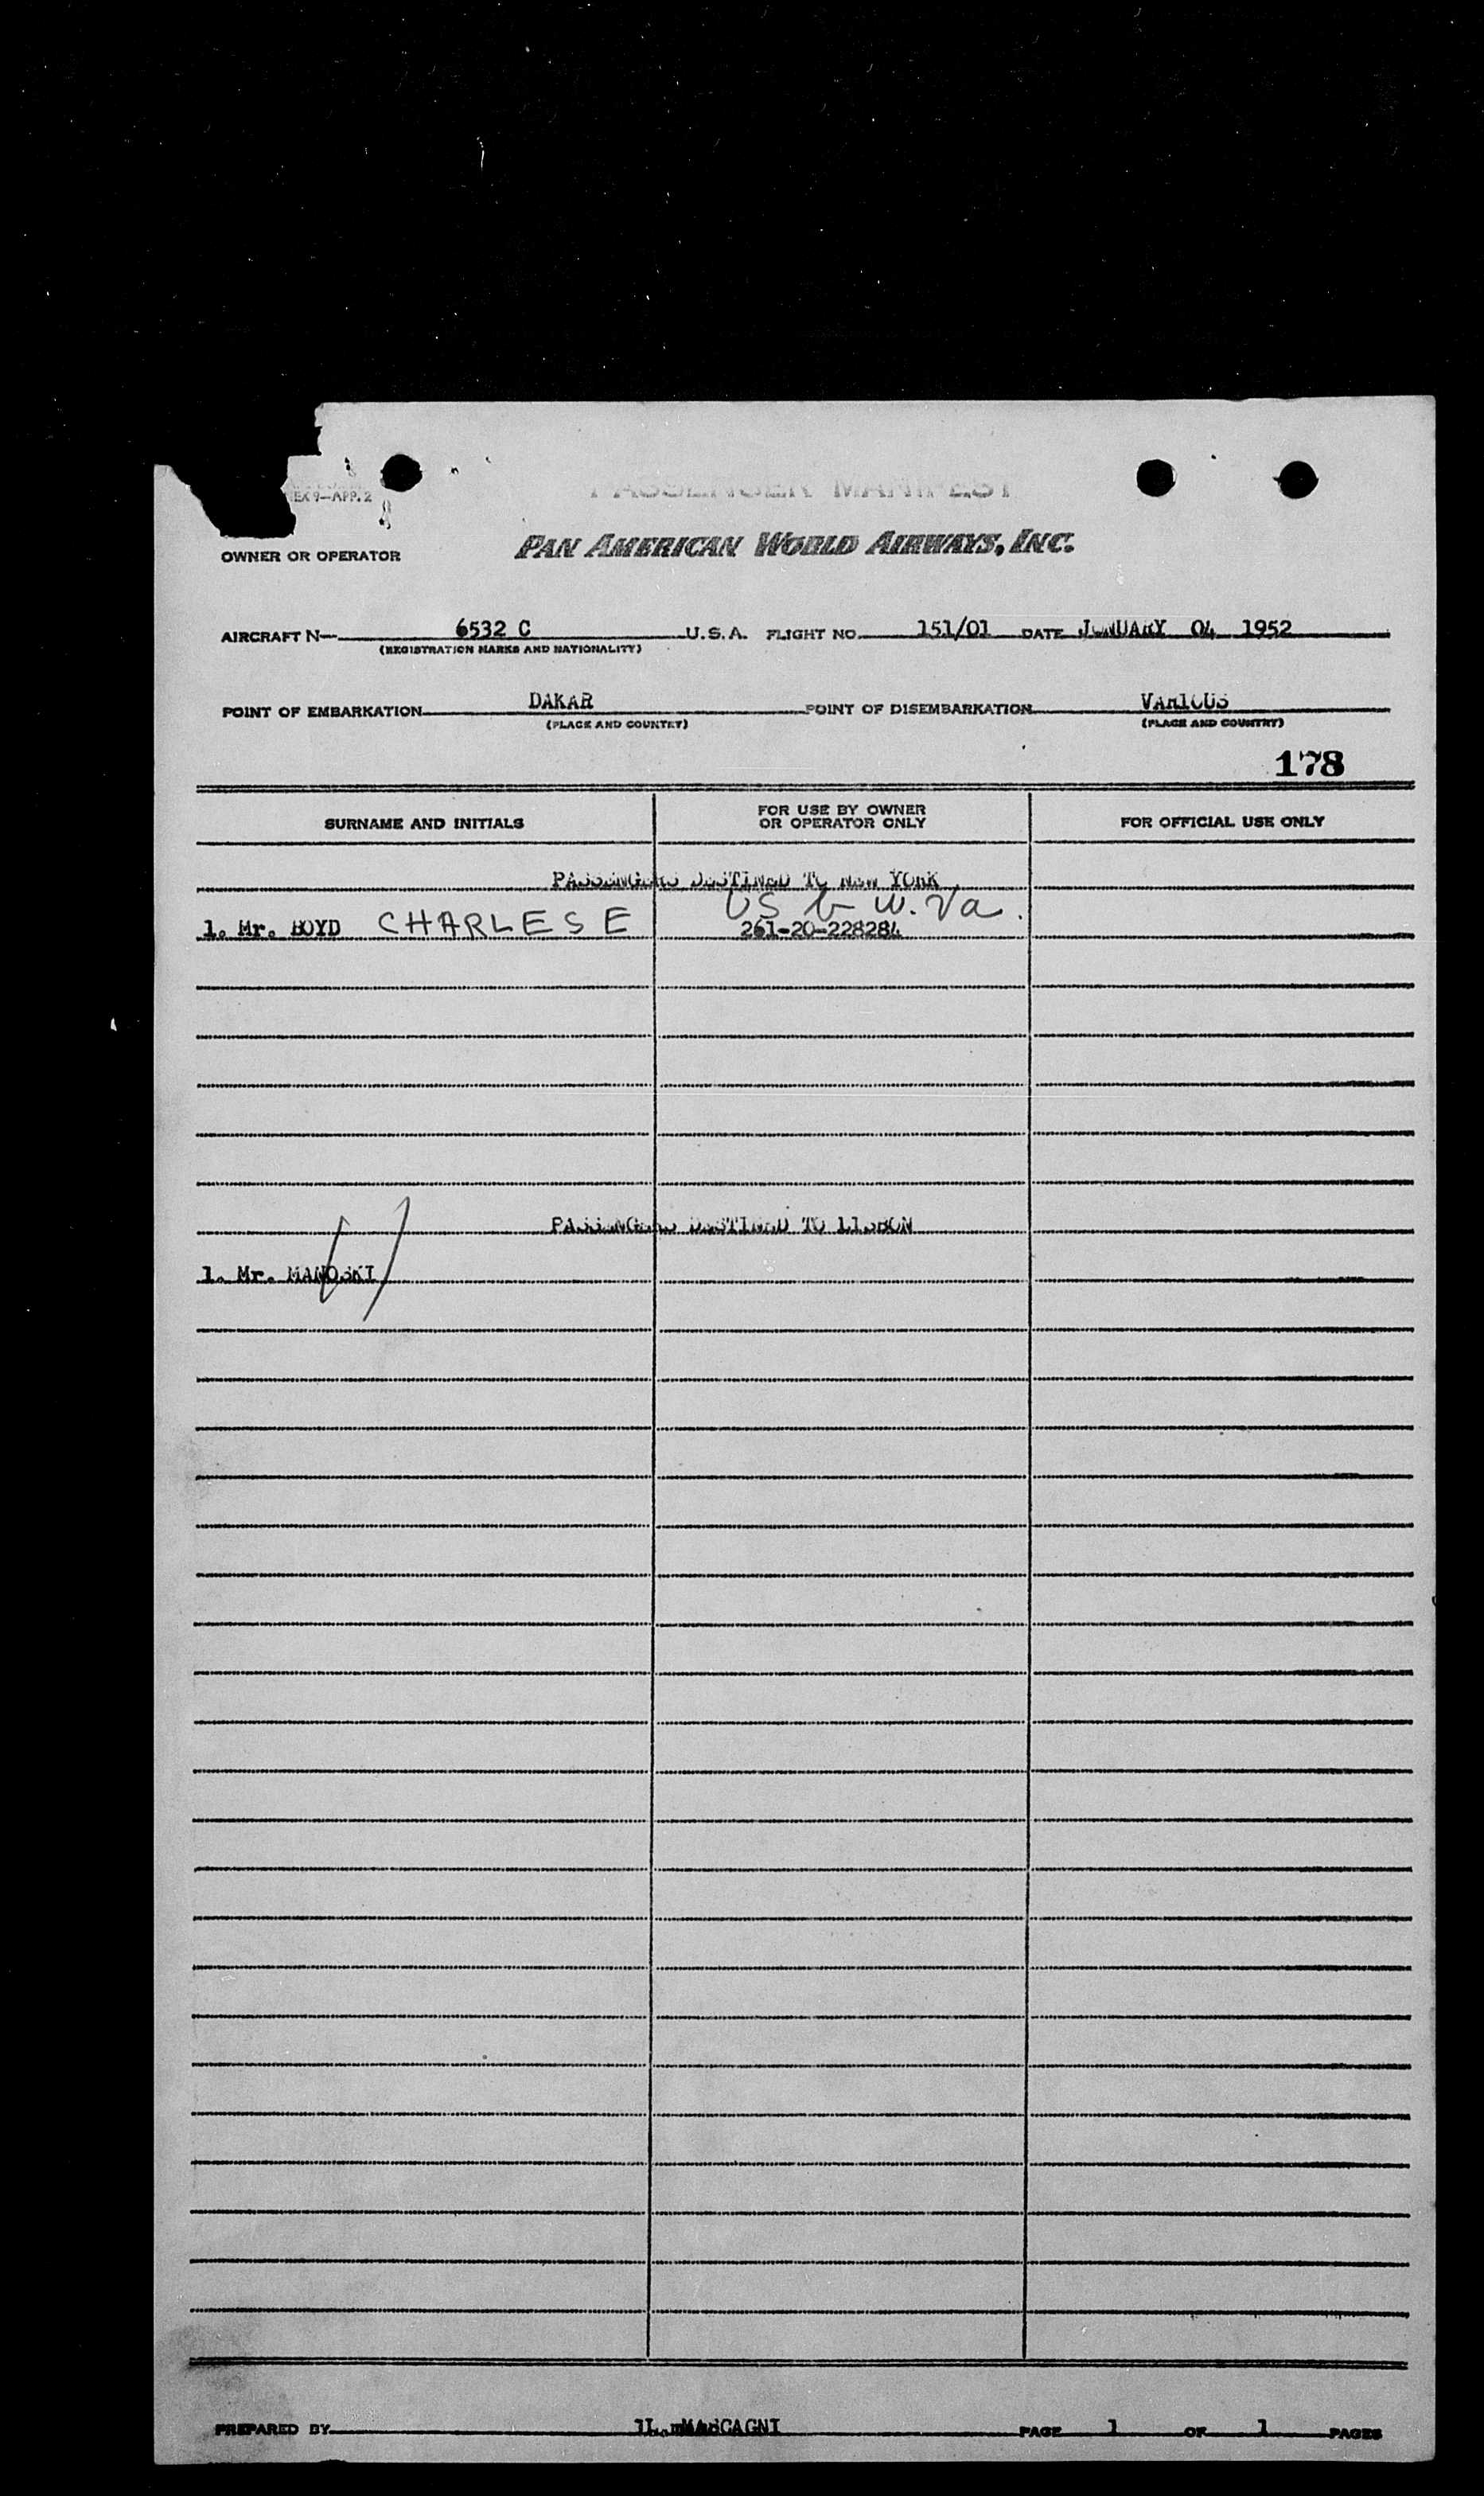 EX 9—APP. 2
PASSENGER MANIFEST
OWNER OR OPERATOR PAN AMERICAN WORLD AIRWAYS, INC.
AIRCRAFT N— 6532 C U.S.A. FLIGHT NO. 151/01 DATE JANUARY 04 1952
(REGISTRATION MARKS AND NATIONALITY)
POINT OF EMBARKATION DAKAR POINT OF DISEMBARKATION VARIOUS
(PLACE AND COUNTRY) (PLACE AND COUNTRY)
178
SURNAME AND INITIALS FOR USE BY OWNER OR OPERATOR ONLY FOR OFFICIAL USE ONLY
PASSENGERS DESTINED TO NEW YORK
US b W. Va.
1. Mr. BOYD CHARLES E 261-20-228284
PASSENGERS DESTINED TO LISBON
1. Mr. MANOSKI
PREPARED BY MASCAGNI PAGE 1 OF 1 PAGES